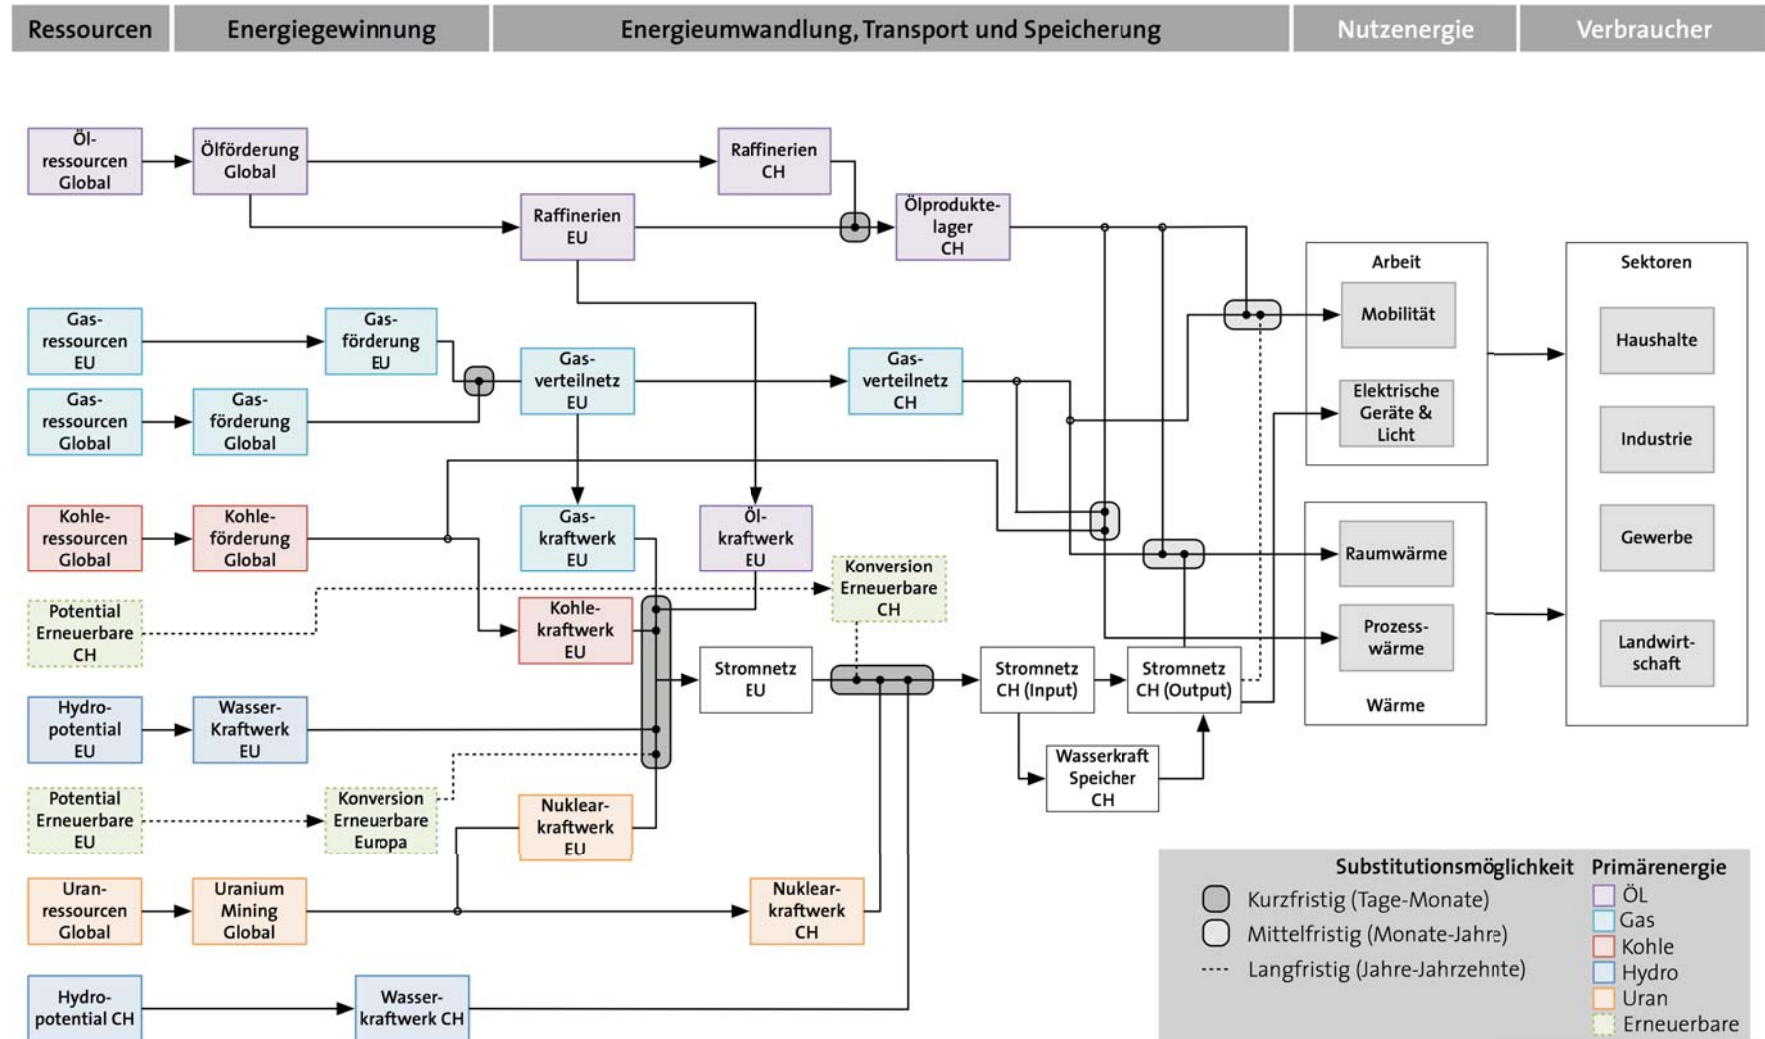 Ressourcen
Energiegewinnung
Energieumwandlung, Transport und Speicherung
Nutzenergie
Verbraucher
Öl-
ressourcen
Global
Ölförderung
Global
Raffinerien
CH
Raffinerien
EU
Ölprodukte-
lager
CH
Gas-
ressourcen
EU
Gas-
förderung
EU
Gas-
ressourcen
Global
Gas-
förderung
Global
Gas-
verteilnetz
EU
Gas-
verteilnetz
CH
Kohle-
ressourcen
Global
Kohle-
förderung
Global
Gas-
kraftwerk
EU
Öl-
kraftwerk
EU
Potential
Erneuerbare
CH
Kohle-
kraftwerk
EU
Konversion
Erneuerbare
CH
Hydro-
potential
EU
Wasser-
Kraftwerk
EU
Stromnetz
EU
Stromnetz
CH (Input)
Stromnetz
CH (Output)
Wasserkraft
Speicher
CH
Potential
Erneuerbare
EU
Konversion
Erneuerbare
Europa
Nuklear-
kraftwerk
EU
Uran-
ressourcen
Global
Uranium
Mining
Global
Nuklear-
kraftwerk
CH
Hydro-
potential CH
Wasser-
kraftwerk CH
Arbeit
Mobilität
Elektrische
Geräte &
Licht
Raumwärme
Prozess-
wärme
Wärme
Sektoren
Haushalte
Industrie
Gewerbe
Landwirt-
schaft
Substitutionsmöglichkeit
Kurzfristig (Tage-Monate)
Mittelfristig (Monate-Jahre)
Langfristig (Jahre-Jahrzehnte)
Primärenergie
ÖL
Gas
Kohle
Hydro
Uran
Erneuerbare